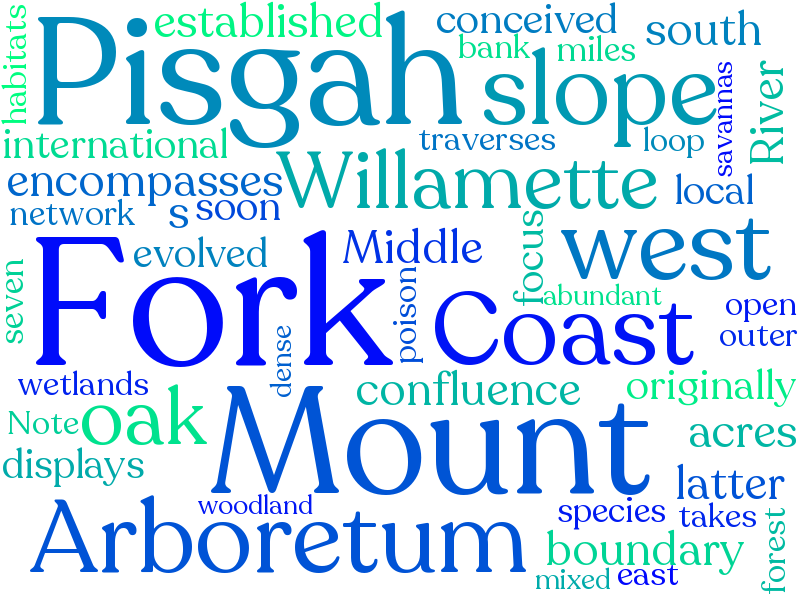 habitats
Pisgah
established
conceived
bank
miles
south
slope
savannas
River
international
traverses
loop
encompasses
Willamette
local
network
s
soon
seven
evolved
Middle
focus
west
Fork
poison
abundant
Coast
open
outer
dense
wetlands
confluence
originally
Note
oak
Mount
acres
displays
latter
woodland
Arboretum
species
takes
forest
boundary
mixed
east